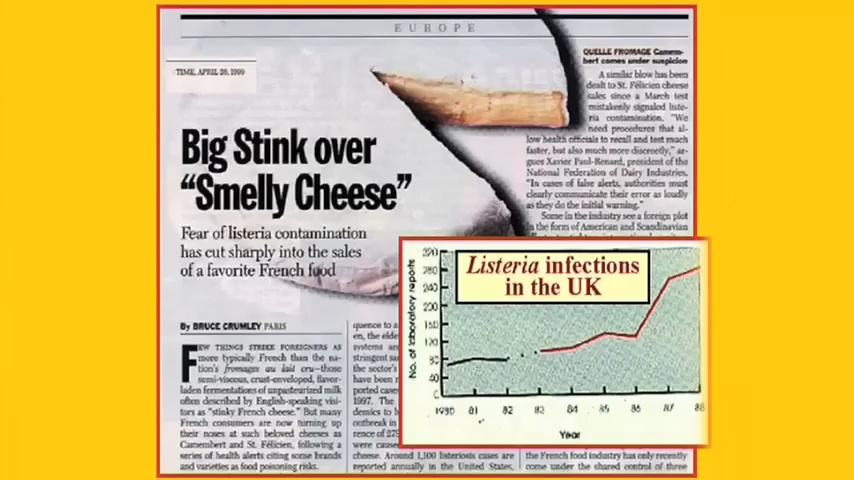 EUROPE
TIME, APRIL 26, 1999
Big Stink over
“Smelly Cheese”
Fear of listeria contamination
has cut sharply into the sales
of a favorite French food
By BRUCE CRUMLEY PARIS
FEW THINGS STRIKE FOREIGNERS AS
more typically French than the na-
tion's fromages au lait cru—those
semi-viscous, crust-enveloped, flavor-
laden fermentations of unpasteurized milk
often described by English-speaking visi-
tors as “stinky French cheese.” But many
French consumers are now turning up
their noses at such beloved cheeses as
Camembert and St. Félicien, following a
series of health alerts citing some brands
and varieties as food poisoning risks.
quence to a
en, the elde
systems are
stringent sa
the sector's
have been r
ported cases
1997. The
demics to b
outbreak in
rence of 275
were caused
cheese. Around 1,100 listeriosis cases are
reported annually in the United States,
QUELLE FROMAGE Camem-
bert comes under suspicion
A similar blow has been
dealt to St. Félicien cheese
sales since a March test
mistakenly signaled liste-
ria contamination. “We
need procedures that al-
low health officials to recall and test much
faster, but also much more discreetly,” ar-
gues Xavier Paul-Renard, president of the
National Federation of Dairy Industries.
“In cases of false alerts, authorities must
clearly communicate their error as loudly
as they do the initial warning.”
Some in the industry see a foreign plot
in the form of American and Scandinavian
the French food industry has only recently
come under the shared control of three
Listeria infections
in the UK
No. of laboratory reports
320
280
240
200
160
120
80
40
0
1980 81 82 83 84 85 86 87 88
Year